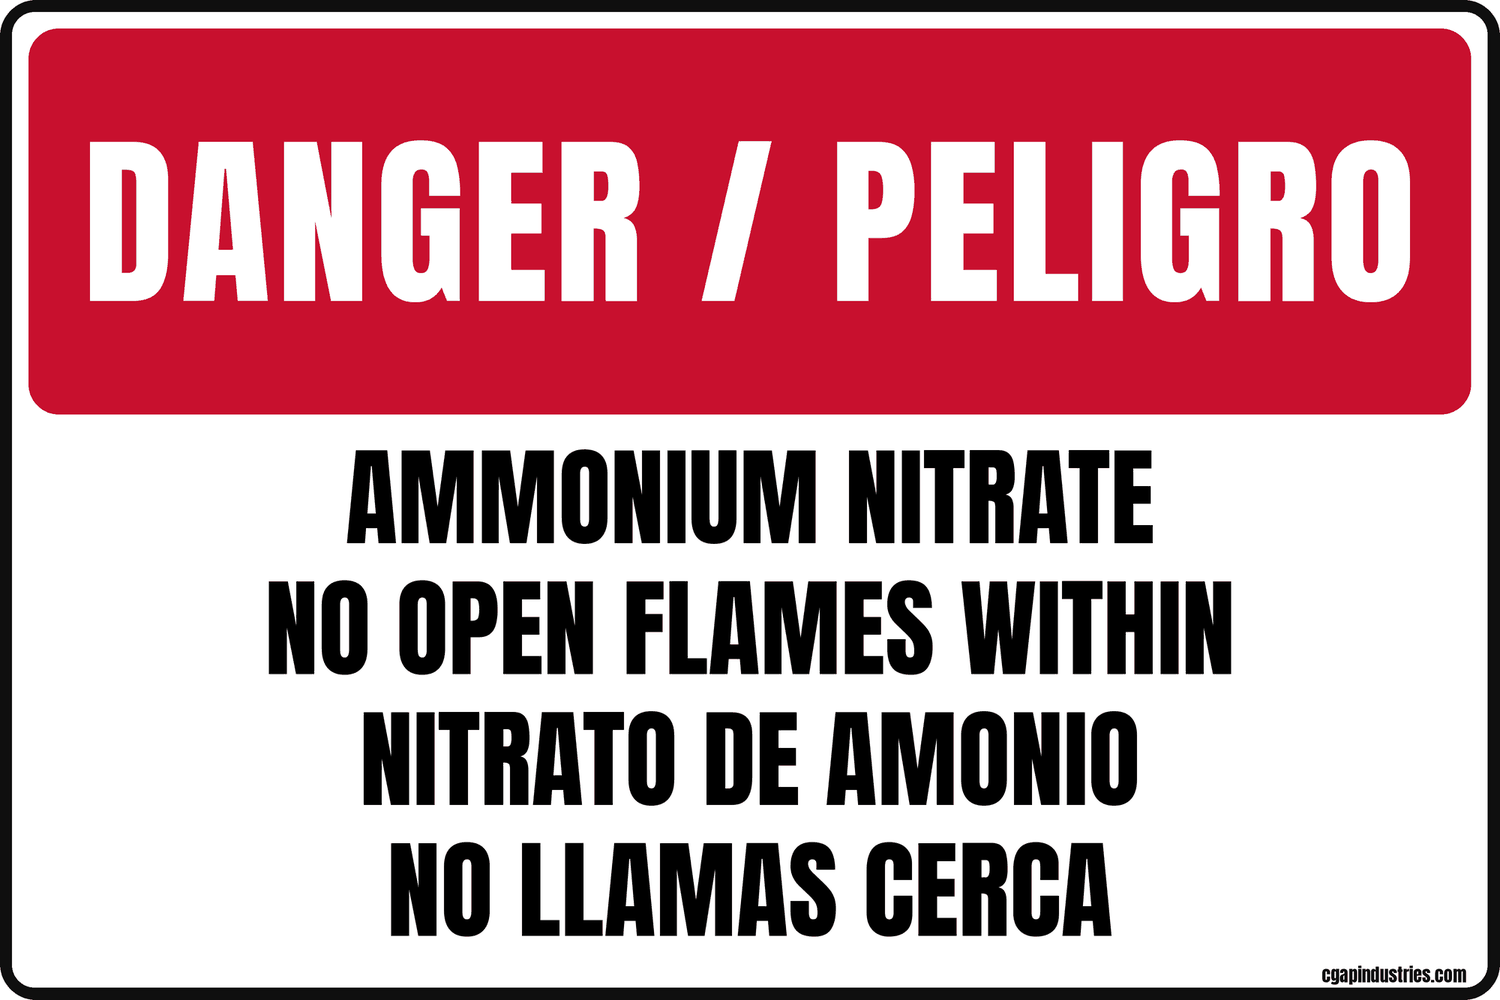 DANGER / PELIGRO
AMMONIUM NITRATE
NO OPEN FLAMES WITHIN
NITRATO DE AMONIO
NO LLAMAS CERCA
cgapindustries.com